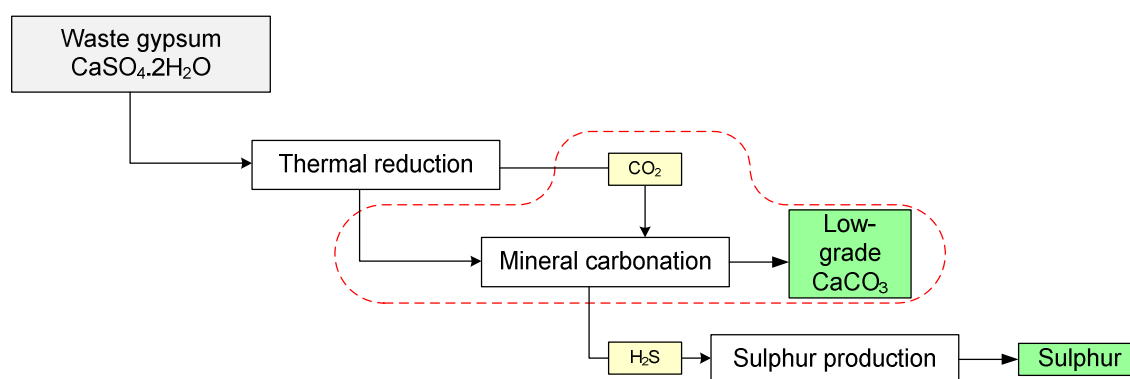 Waste gypsum
CaSO₄.2H₂O
Thermal reduction
CO₂
Mineral carbonation
Low-
grade
CaCO₃
H₂S
Sulphur production
Sulphur